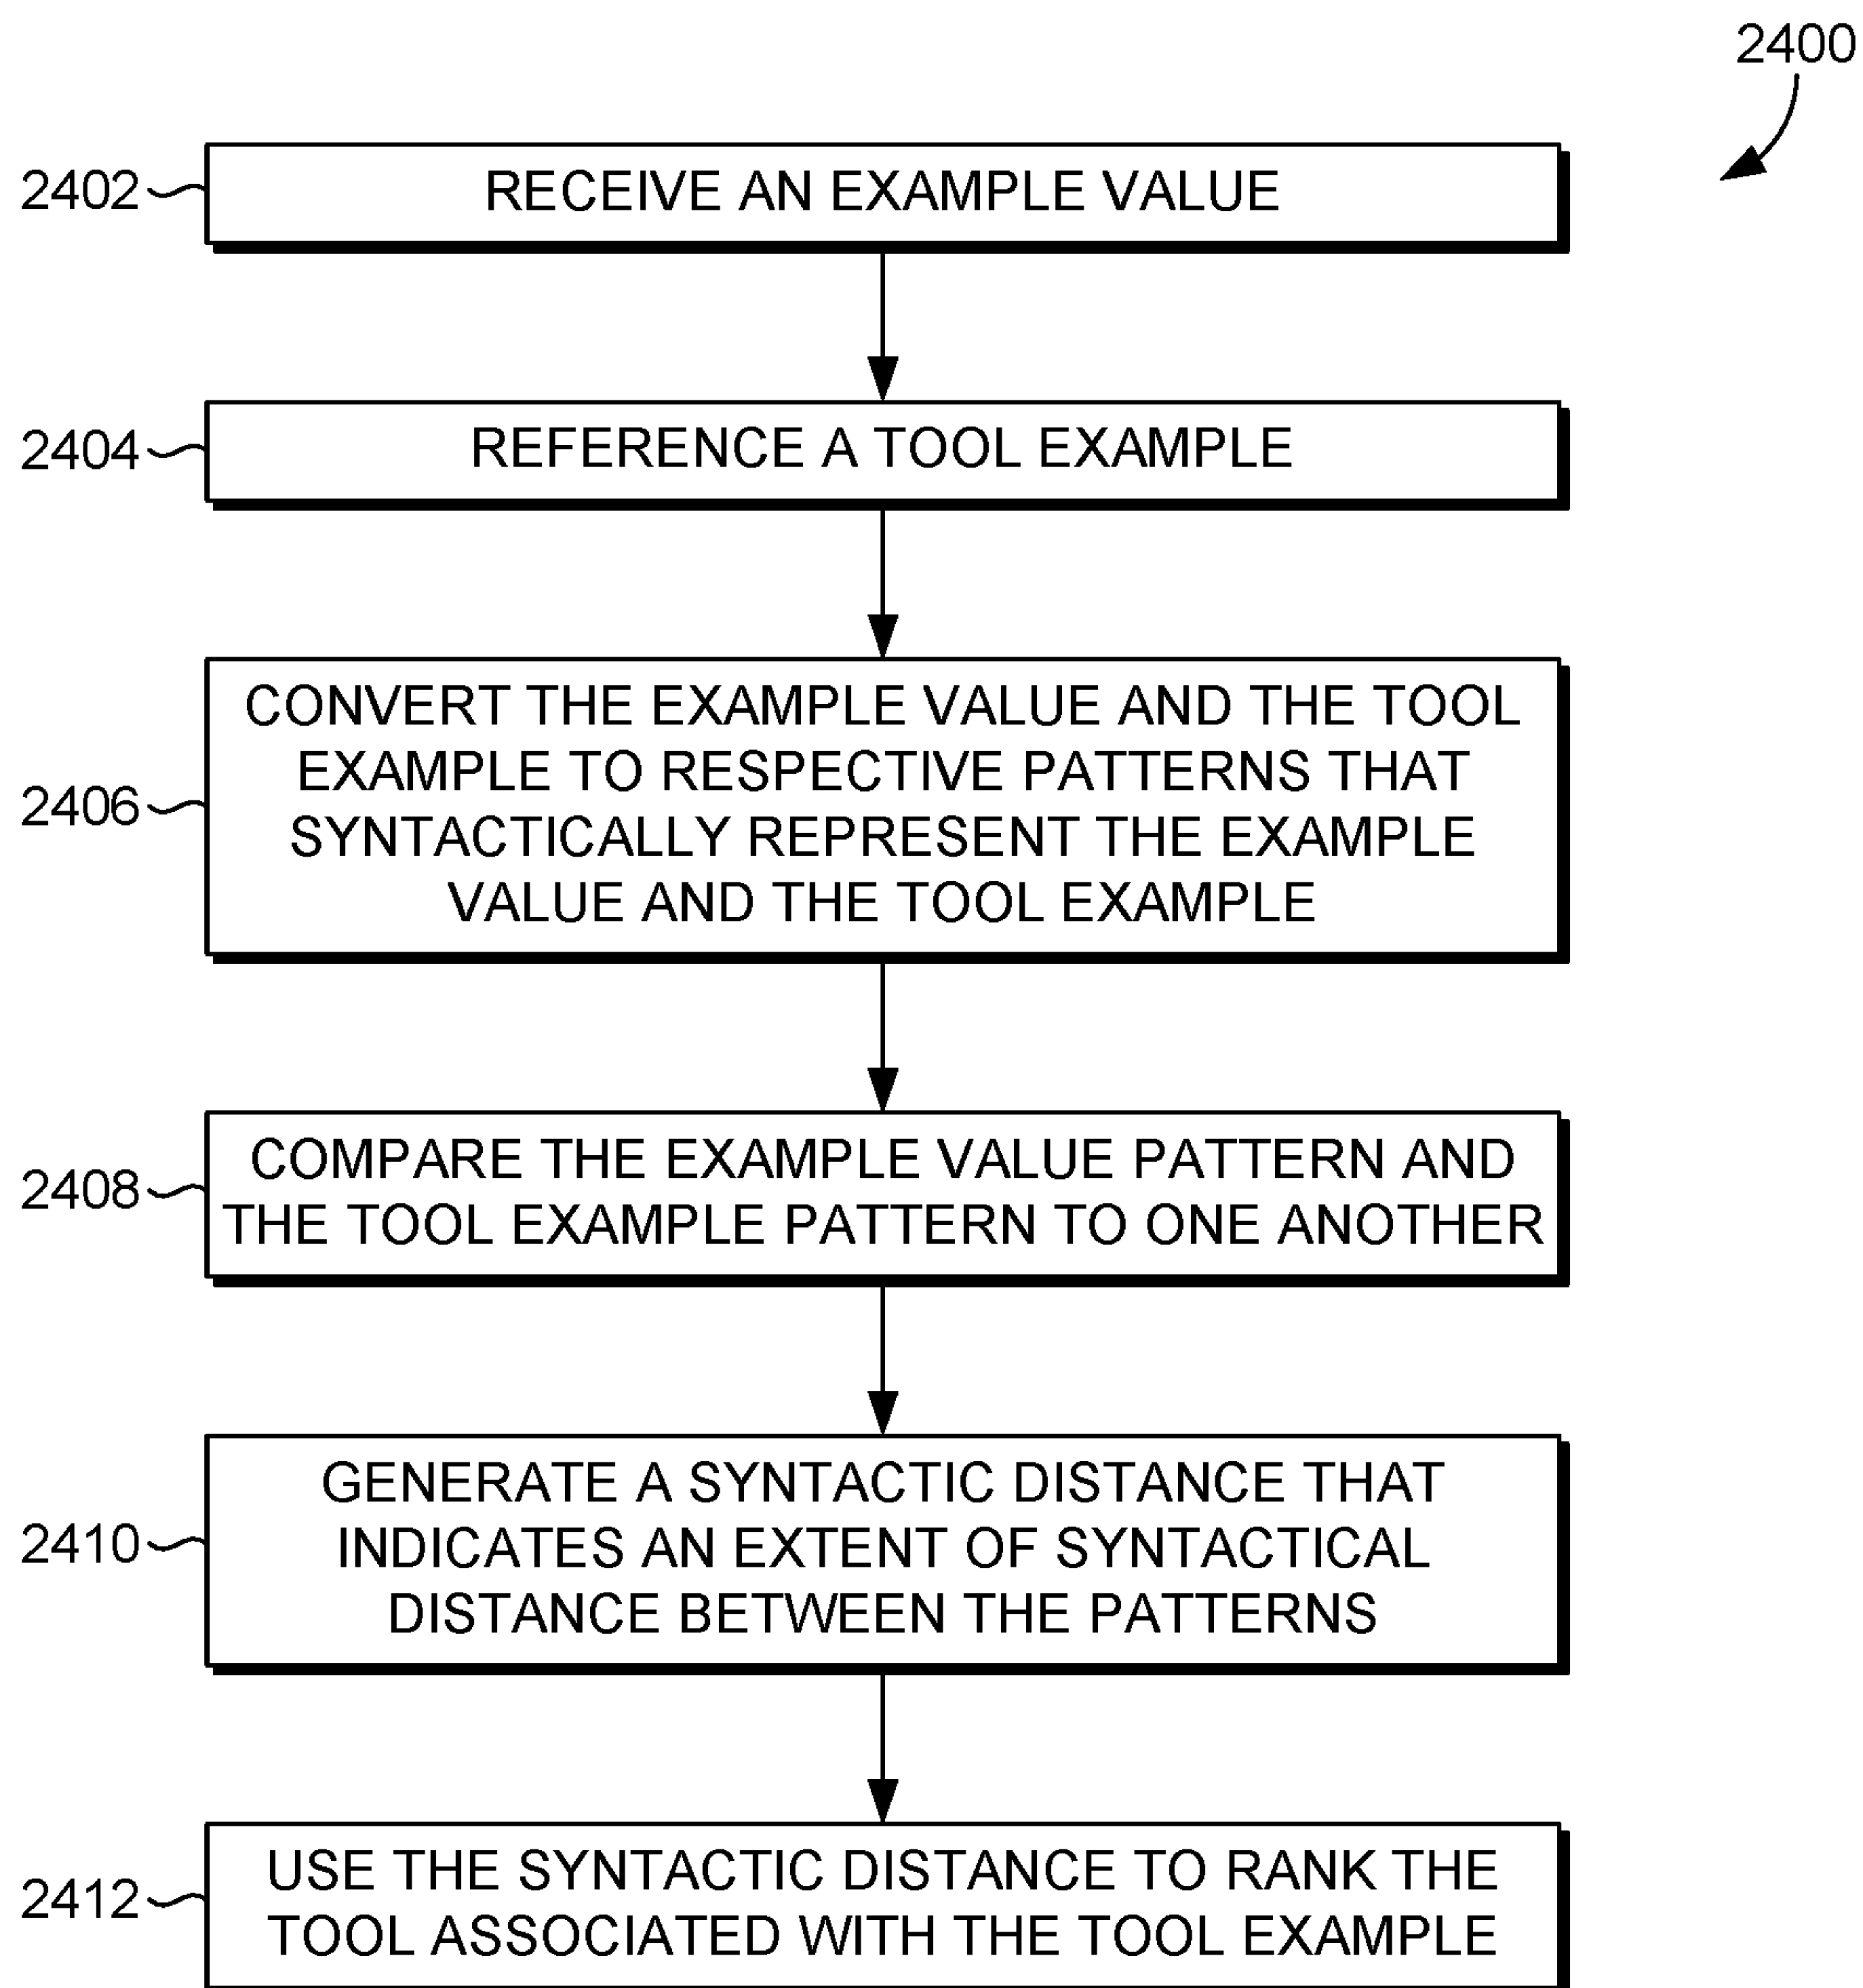 2400
2402
RECEIVE AN EXAMPLE VALUE
2404
REFERENCE A TOOL EXAMPLE
2406
CONVERT THE EXAMPLE VALUE AND THE TOOL
EXAMPLE TO RESPECTIVE PATTERNS THAT
SYNTACTICALLY REPRESENT THE EXAMPLE
VALUE AND THE TOOL EXAMPLE
2408
COMPARE THE EXAMPLE VALUE PATTERN AND
THE TOOL EXAMPLE PATTERN TO ONE ANOTHER
2410
GENERATE A SYNTACTIC DISTANCE THAT
INDICATES AN EXTENT OF SYNTACTICAL
DISTANCE BETWEEN THE PATTERNS
2412
USE THE SYNTACTIC DISTANCE TO RANK THE
TOOL ASSOCIATED WITH THE TOOL EXAMPLE